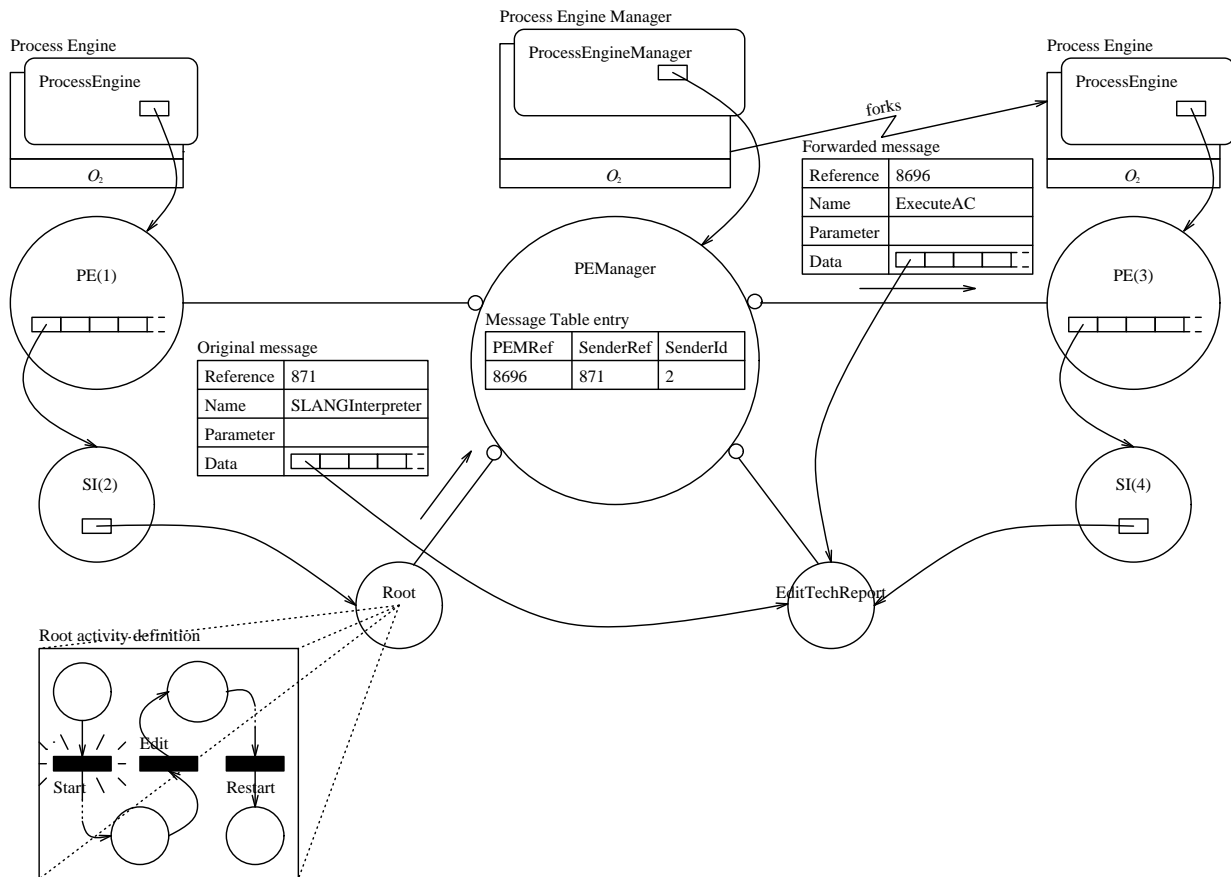 Process Engine Manager
Process Engine
Process Engine
ProcessEngine
ProcessEngineManager
ProcessEngine
forks
O₂
O₂
O₂
Forwarded message
Reference 8696
Name ExecuteAC
Parameter
Data
PE(1)
PEManager
PE(3)
Message Table entry
PEMRef SenderRef SenderId
8696 871 2
Original message
Reference 871
Name SLANGInterpreter
Parameter
Data
SI(2)
SI(4)
Root
EditTechReport
Root activity definition
Edit
Start
Restart